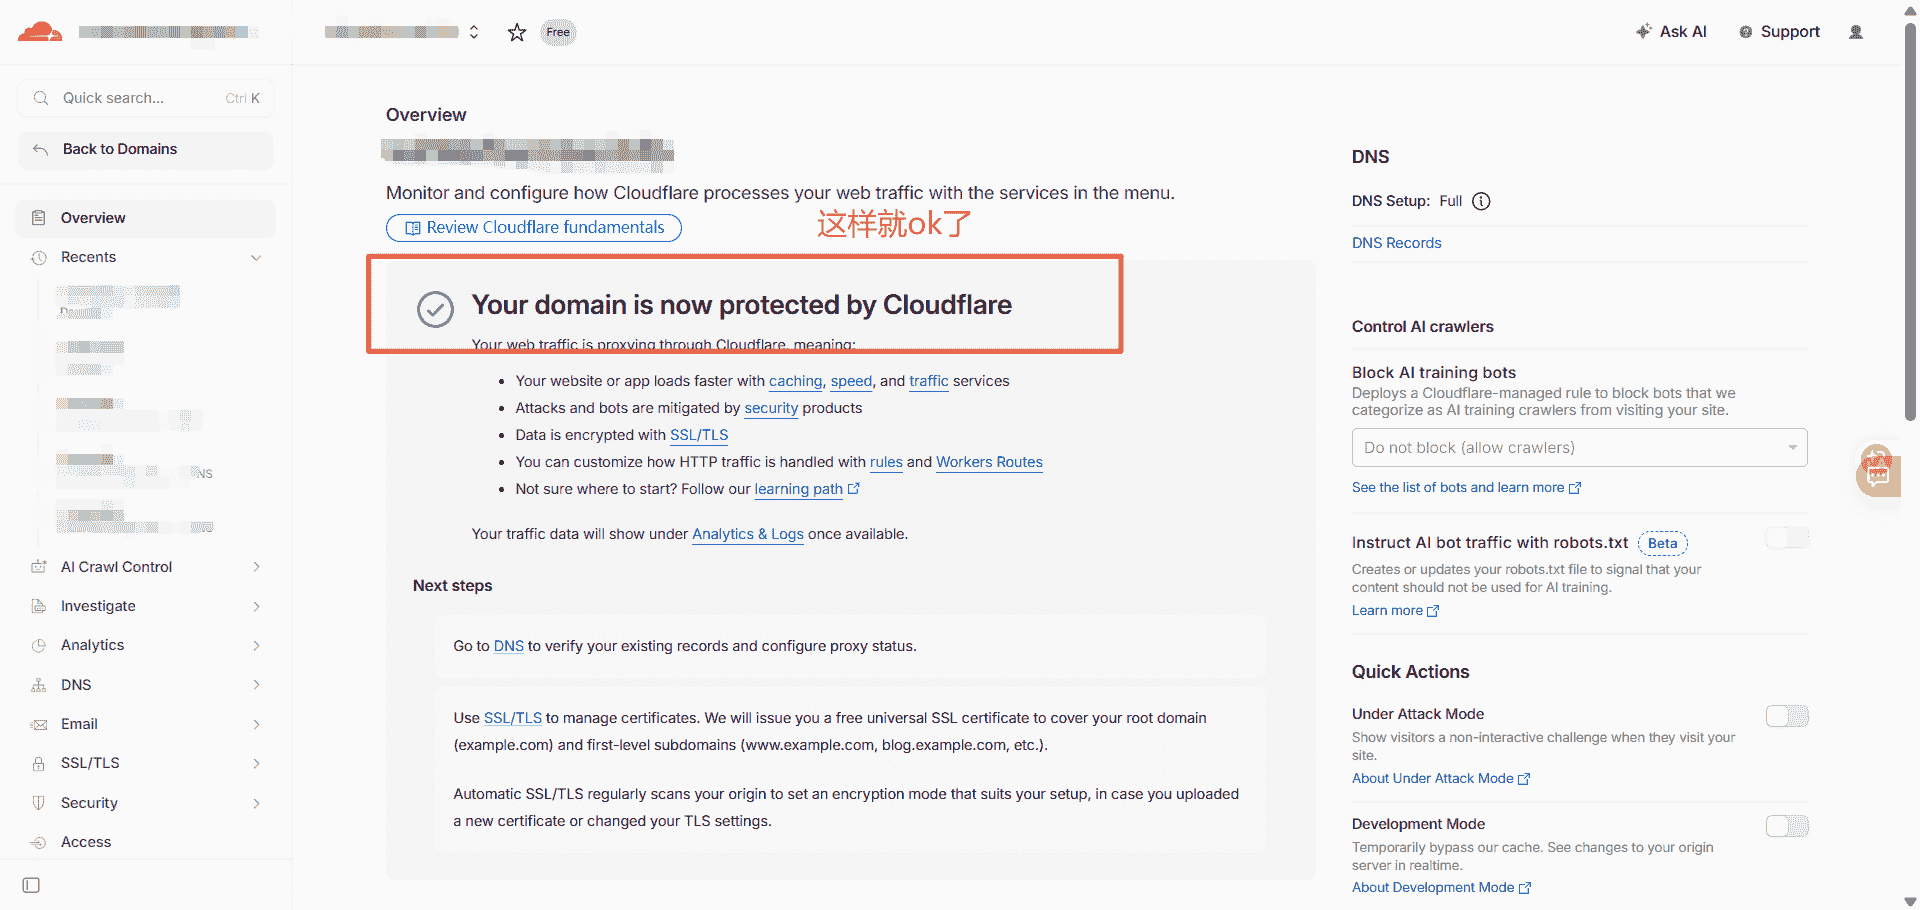 Free
Ask AI
Support
Quick search...
Ctrl K
Back to Domains
Overview
Recents
NS
AI Crawl Control
Investigate
Analytics
DNS
Email
SSL/TLS
Security
Access
Overview
Monitor and configure how Cloudflare processes your web traffic with the services in the menu.
Review Cloudflare fundamentals
这样就ok了
Your domain is now protected by Cloudflare
Your web traffic is proxying through Cloudflare, meaning:
Your website or app loads faster with caching, speed, and traffic services
Attacks and bots are mitigated by security products
Data is encrypted with SSL/TLS
You can customize how HTTP traffic is handled with rules and Workers Routes
Not sure where to start? Follow our learning path
Your traffic data will show under Analytics & Logs once available.
Next steps
Go to DNS to verify your existing records and configure proxy status.
Use SSL/TLS to manage certificates. We will issue you a free universal SSL certificate to cover your root domain
(example.com) and first-level subdomains (www.example.com, blog.example.com, etc.).
Automatic SSL/TLS regularly scans your origin to set an encryption mode that suits your setup, in case you uploaded
a new certificate or changed your TLS settings.
DNS
DNS Setup: Full
DNS Records
Control AI crawlers
Block AI training bots
Deploys a Cloudflare-managed rule to block bots that we
categorize as AI training crawlers from visiting your site.
Do not block (allow crawlers)
See the list of bots and learn more
Instruct AI bot traffic with robots.txt Beta
Creates or updates your robots.txt file to signal that your
content should not be used for AI training.
Learn more
Quick Actions
Under Attack Mode
Show visitors a non-interactive challenge when they visit your
site.
About Under Attack Mode
Development Mode
Temporarily bypass our cache. See changes to your origin
server in realtime.
About Development Mode